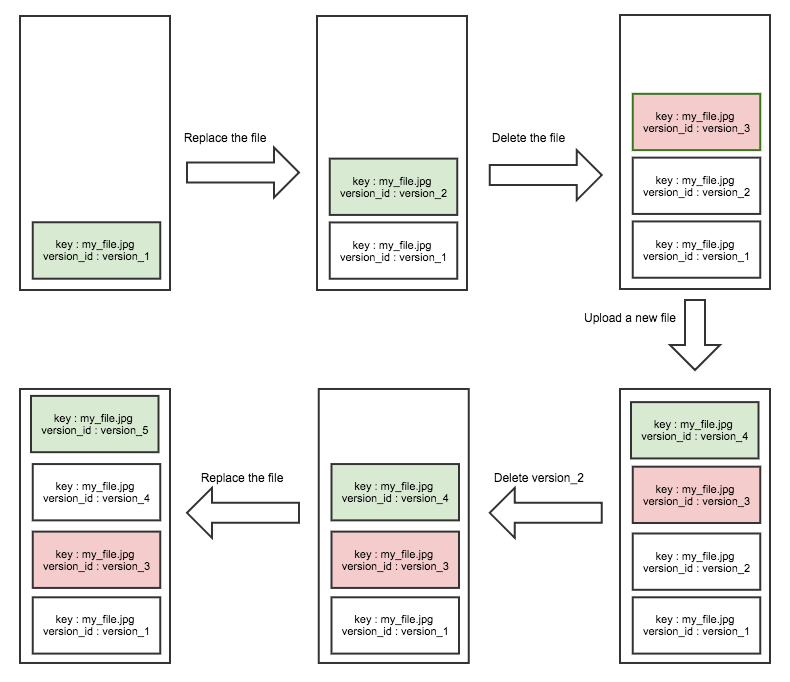 Replace the file
Delete the file
key : my_file.jpg
version_id : version_1
key : my_file.jpg
version_id : version_2
key : my_file.jpg
version_id : version_1
key : my_file.jpg
version_id : version_3
key : my_file.jpg
version_id : version_2
key : my_file.jpg
version_id : version_1
Upload a new file
key : my_file.jpg
version_id : version_4
key : my_file.jpg
version_id : version_3
key : my_file.jpg
version_id : version_2
key : my_file.jpg
version_id : version_1
Delete version_2
key : my_file.jpg
version_id : version_4
key : my_file.jpg
version_id : version_3
key : my_file.jpg
version_id : version_1
Replace the file
key : my_file.jpg
version_id : version_5
key : my_file.jpg
version_id : version_4
key : my_file.jpg
version_id : version_3
key : my_file.jpg
version_id : version_1